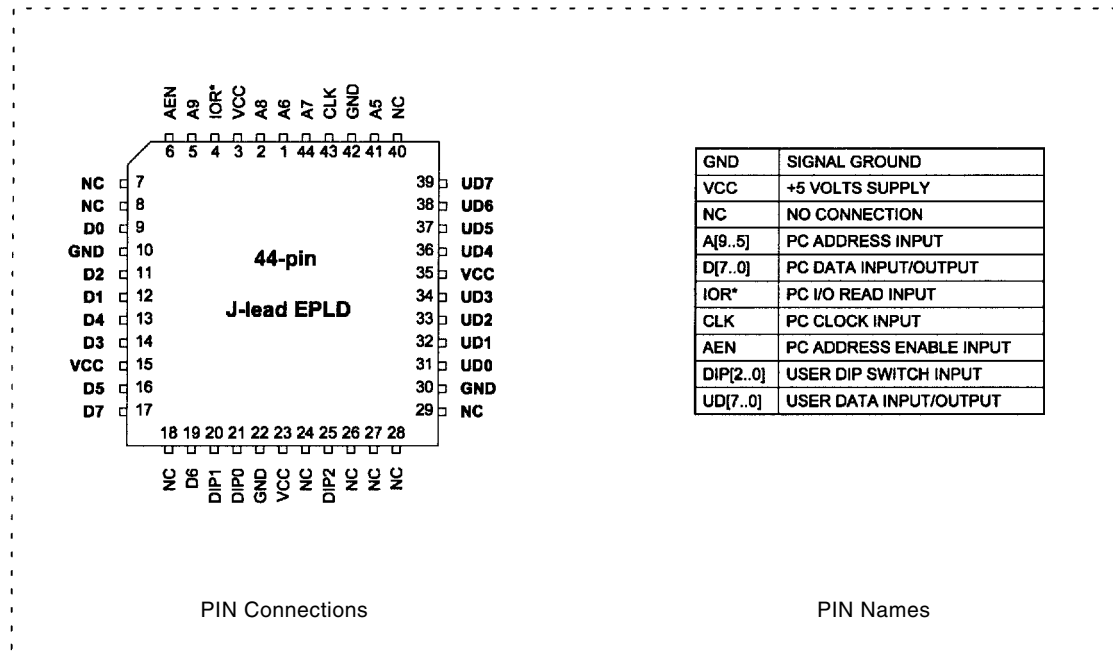 AEN A9 IOR* VCC A8 A6 A7 CLK GND A5 NC
6 5 4 3 2 1 44 43 42 41 40
NC 7 39 UD7
NC 8 38 UD6
D0 9 37 UD5
GND 10 36 UD4
D2 11 35 VCC
D1 12 34 UD3
D4 13 33 UD2
D3 14 32 UD1
VCC 15 31 UD0
D5 16 30 GND
D7 17 29 NC
44-pin
J-lead EPLD
18 19 20 21 22 23 24 25 26 27 28
NC D6 DIP1 DIP0 GND VCC NC DIP2 NC NC NC
PIN Connections
GND SIGNAL GROUND
VCC +5 VOLTS SUPPLY
NC NO CONNECTION
A[9..5] PC ADDRESS INPUT
D[7..0] PC DATA INPUT/OUTPUT
IOR* PC I/O READ INPUT
CLK PC CLOCK INPUT
AEN PC ADDRESS ENABLE INPUT
DIP[2..0] USER DIP SWITCH INPUT
UD[7..0] USER DATA INPUT/OUTPUT
PIN Names